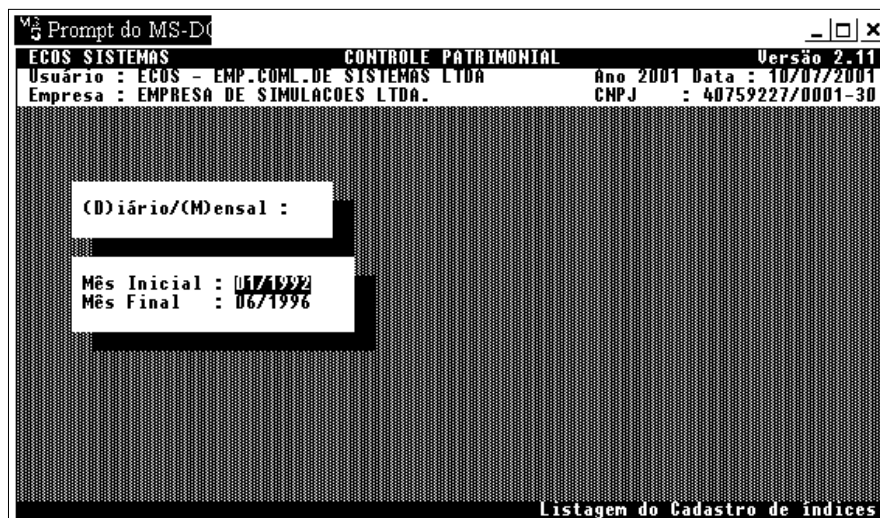 Prompt do MS-DO
ECOS SISTEMAS CONTROLE PATRIMONIAL Versão 2.11
Usuário : ECOS - EMP.COML.DE SISTEMAS LTDA Ano 2001 Data : 10/07/2001
Empresa : EMPRESA DE SIMULACOES LTDA. CNPJ : 40759227/0001-30
(D)iário/(M)ensal :
Mês Inicial : 01/1992
Mês Final : 06/1996
Listagem do Cadastro de índices